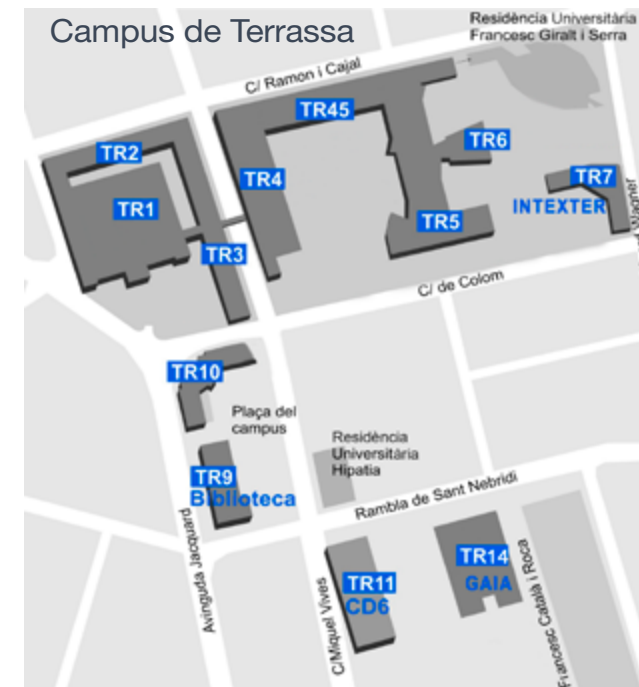 Campus de Terrassa
Residència Universitària
Francesc Giralt i Serra
C/ Ramon i Cajal
TR45
TR2
TR6
TR4
TR7
TR1
INTEXTER
TR5
Wagner
TR3
C/ de Colom
TR10
Plaça del
campus
Residència
Universitària
Hipatia
TR9
Biblioteca
Rambla de Sant Nebridi
Avinguda Jacquard
TR11
CD6
TR14
GAIA
C/Miquel Vives
Francesc Català i Roca